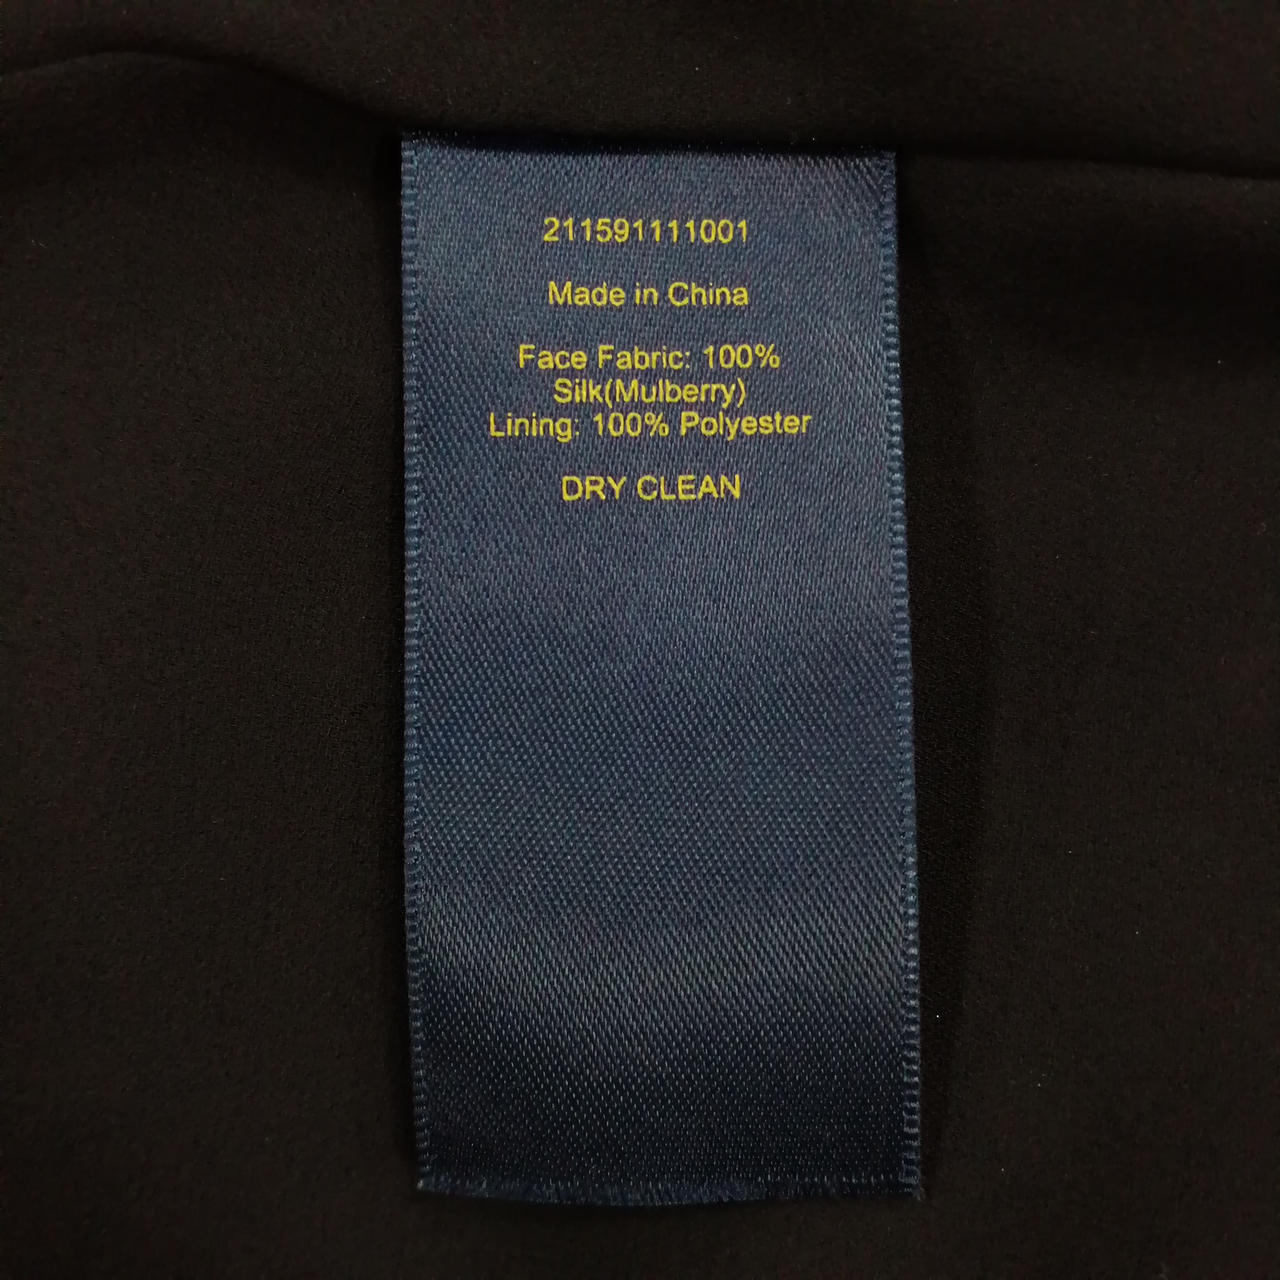 211591111001
Made in China
Face Fabric: 100%
Silk(Mulberry)
Lining: 100% Polyester
DRY CLEAN